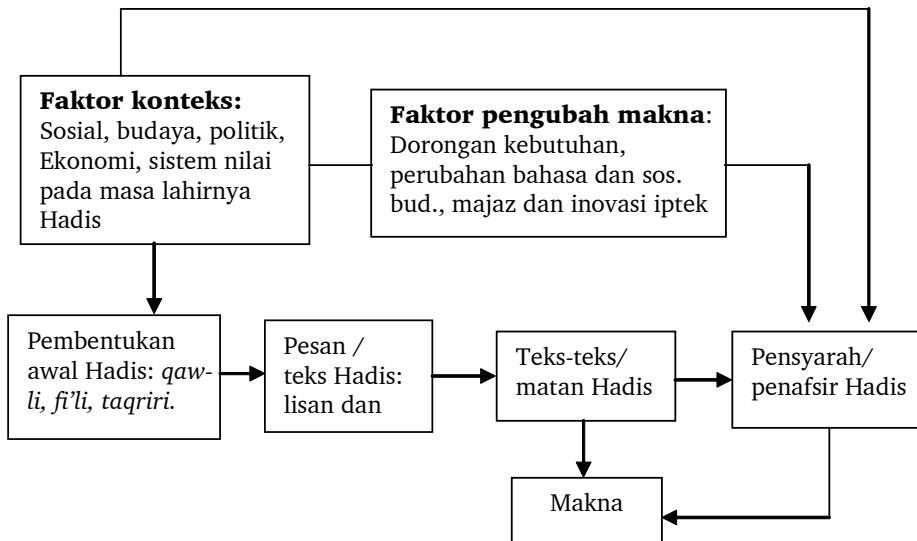 Faktor konteks:
Sosial, budaya, politik,
Ekonomi, sistem nilai
pada masa lahirnya
Hadis
Faktor pengubah makna:
Dorongan kebutuhan,
perubahan bahasa dan sos.
bud., majaz dan inovasi iptek
Pembentukan
awal Hadis: qaw-
li, fi’li, taqriri.
Pesan /
teks Hadis:
lisan dan
Teks-teks/
matan Hadis
Pensyarah/
penafsir Hadis
Makna